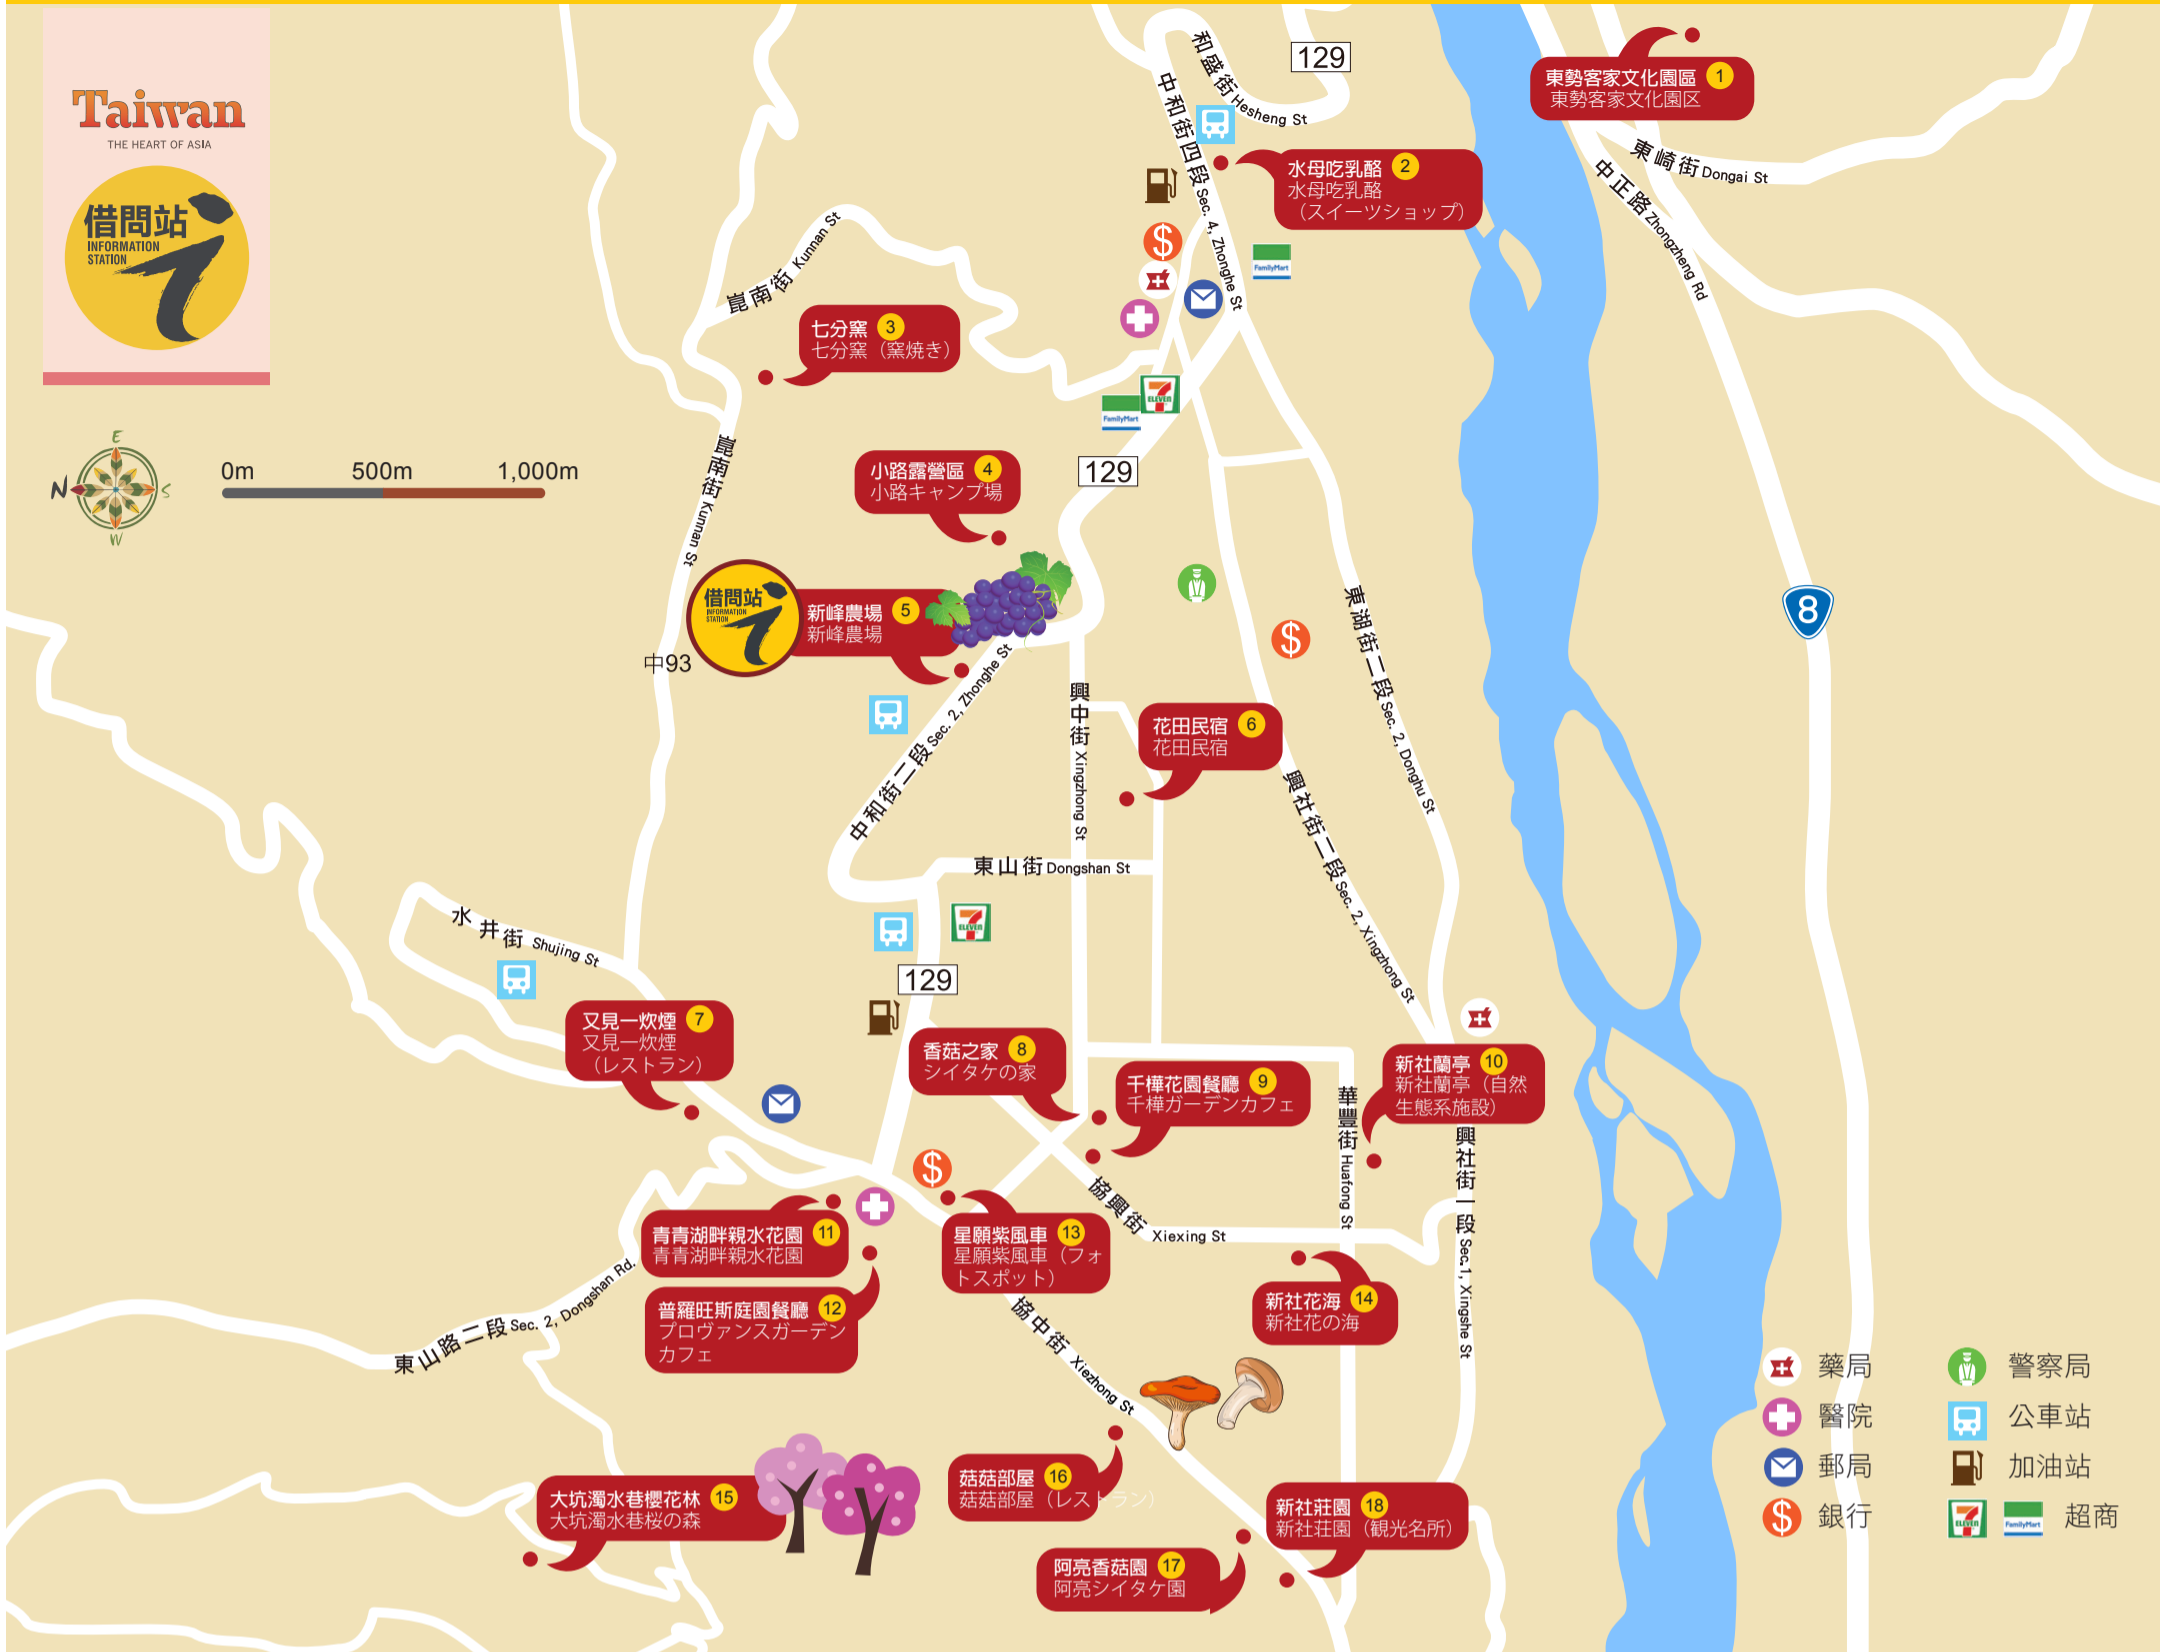 Taiwan
THE HEART OF ASIA
借問站
INFORMATION
STATION
E
N
S
W
0m
500m
1,000m
129
和盛街 Hesheng St
中和街四段 Sec. 4, Zhonghe St
東勢客家文化園區 1
東勢客家文化園区
東崎街 Dongai St
中正路 Zhongzheng Rd
水母吃乳酪 2
水母吃乳酪
（スイーツショップ）
FamilyMart
崑南街 Kunnan St
七分窯 3
七分窯（窯焼き）
7
ELEVEN
FamilyMart
崑南街 Kunnan St
小路露營區 4
小路キャンプ場
129
借問站
INFORMATION
STATION
新峰農場 5
新峰農場
中93
8
東湖街二段 Sec. 2, Donghu St
中和街二段 Sec. 2, Zhonghe St
興中街 Xingzhong St
花田民宿 6
花田民宿
興社街二段 Sec. 2, Xingzhong St
東山街 Dongshan St
水井街 Shujing St
7
ELEVEN
129
又見一炊煙 7
又見一炊煙
（レストラン）
香菇之家 8
シイタケの家
千樺花園餐廳 9
千樺ガーデンカフェ
新社蘭亭 10
新社蘭亭（自然
生態系施設）
華豐街 Huafong St
興社街一段 Sec.1, Xingshe St
協興街 Xiexing St
青青湖畔親水花園 11
青青湖畔親水花園
普羅旺斯庭園餐廳 12
プロヴァンスガーデン
カフェ
星願紫風車 13
星願紫風車（フォ
トスポット）
新社花海 14
新社花の海
東山路二段 Sec. 2, Dongshan Rd.
協中街 Xiezhong St
大坑濁水巷櫻花林 15
大坑濁水巷桜の森
菇菇部屋 16
菇菇部屋（レストラン）
阿亮香菇園 17
阿亮シイタケ園
新社莊園 18
新社荘園（観光名所）
藥局
醫院
郵局
銀行
警察局
公車站
加油站
7
ELEVEN
FamilyMart
超商